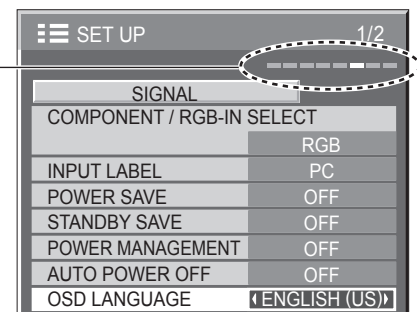 SET UP 1/2
SIGNAL
COMPONENT / RGB-IN SELECT
RGB
INPUT LABEL PC
POWER SAVE OFF
STANDBY SAVE OFF
POWER MANAGEMENT OFF
AUTO POWER OFF OFF
OSD LANGUAGE ENGLISH (US)